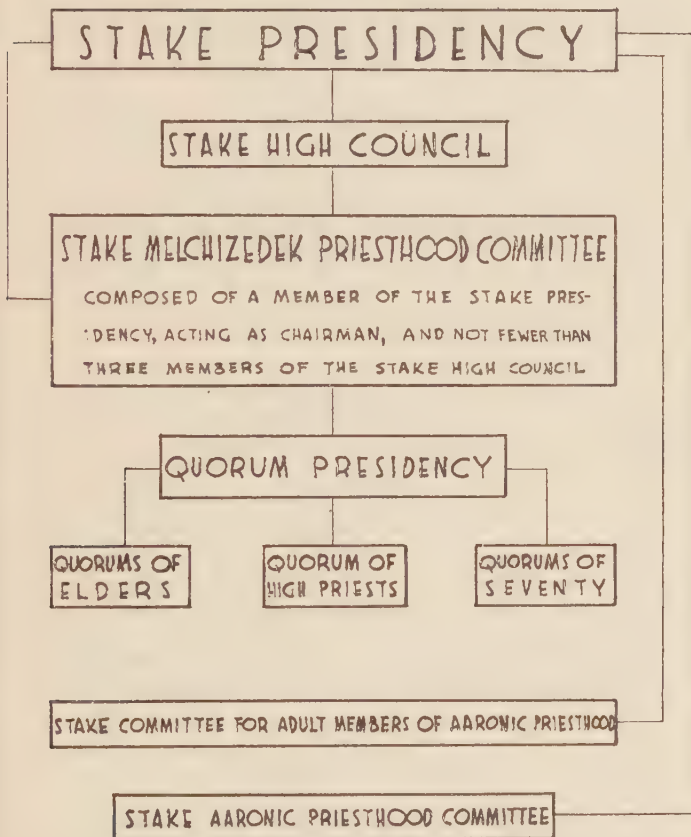 STAKE PRESIDENCY
STAKE HIGH COUNCIL
STAKE MELCHIZEDEK PRIESTHOOD COMMITTEE
COMPOSED OF A MEMBER OF THE STAKE PRES-
IDENCY, ACTING AS CHAIRMAN, AND NOT FEWER THAN
THREE MEMBERS OF THE STAKE HIGH COUNCIL
QUORUM PRESIDENCY
QUORUMS OF
ELDERS
QUORUM OF
HIGH PRIESTS
QUORUMS OF
SEVENTY
STAKE COMMITTEE FOR ADULT MEMBERS OF AARONIC PRIESTHOOD
STAKE AARONIC PRIESTHOOD COMMITTEE